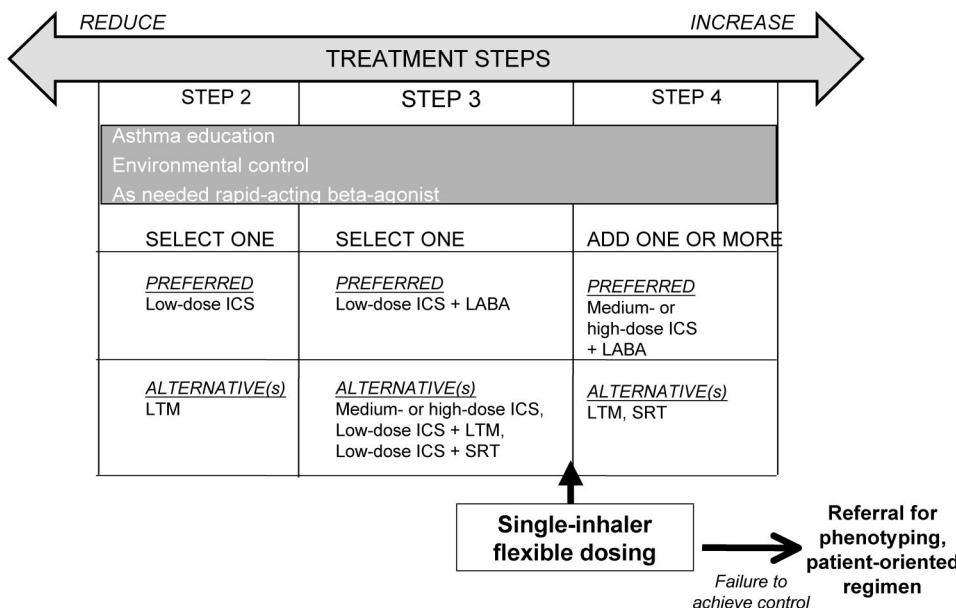 REDUCE
INCREASE
TREATMENT STEPS
STEP 2
STEP 3
STEP 4
Asthma education
Environmental control
As needed rapid-acting beta-agonist
SELECT ONE
SELECT ONE
ADD ONE OR MORE
PREFERRED
Low-dose ICS
PREFERRED
Low-dose ICS + LABA
PREFERRED
Medium- or
high-dose ICS
+ LABA
ALTERNATIVE(s)
LTM
ALTERNATIVE(s)
Medium- or high-dose ICS,
Low-dose ICS + LTM,
Low-dose ICS + SRT
ALTERNATIVE(s)
LTM, SRT
Single-inhaler
flexible dosing
Failure to
achieve control
Referral for
phenotyping,
patient-oriented
regimen